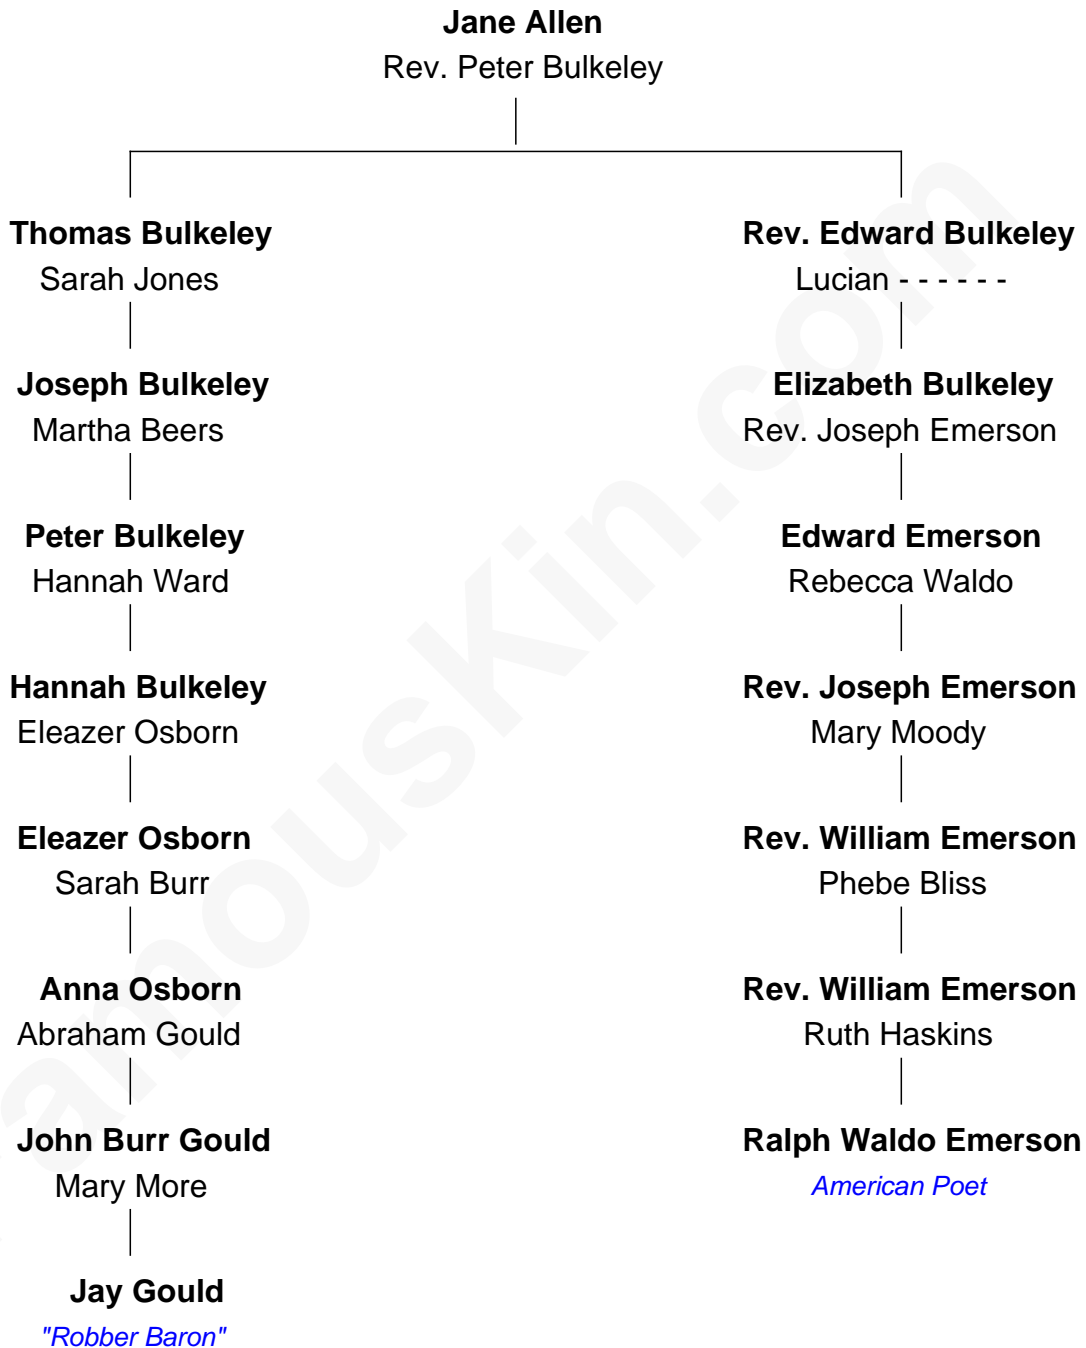 Jane Allen
Rev. Peter Bulkeley
Thomas Bulkeley
Sarah Jones
Rev. Edward Bulkeley
Lucian - - - - - -
Joseph Bulkeley
Martha Beers
Elizabeth Bulkeley
Rev. Joseph Emerson
Peter Bulkeley
Hannah Ward
Edward Emerson
Rebecca Waldo
Hannah Bulkeley
Eleazer Osborn
Rev. Joseph Emerson
Mary Moody
Eleazer Osborn
Sarah Burr
Rev. William Emerson
Phebe Bliss
Anna Osborn
Abraham Gould
Rev. William Emerson
Ruth Haskins
John Burr Gould
Mary More
Ralph Waldo Emerson
American Poet
Jay Gould
"Robber Baron"
amousKin.com